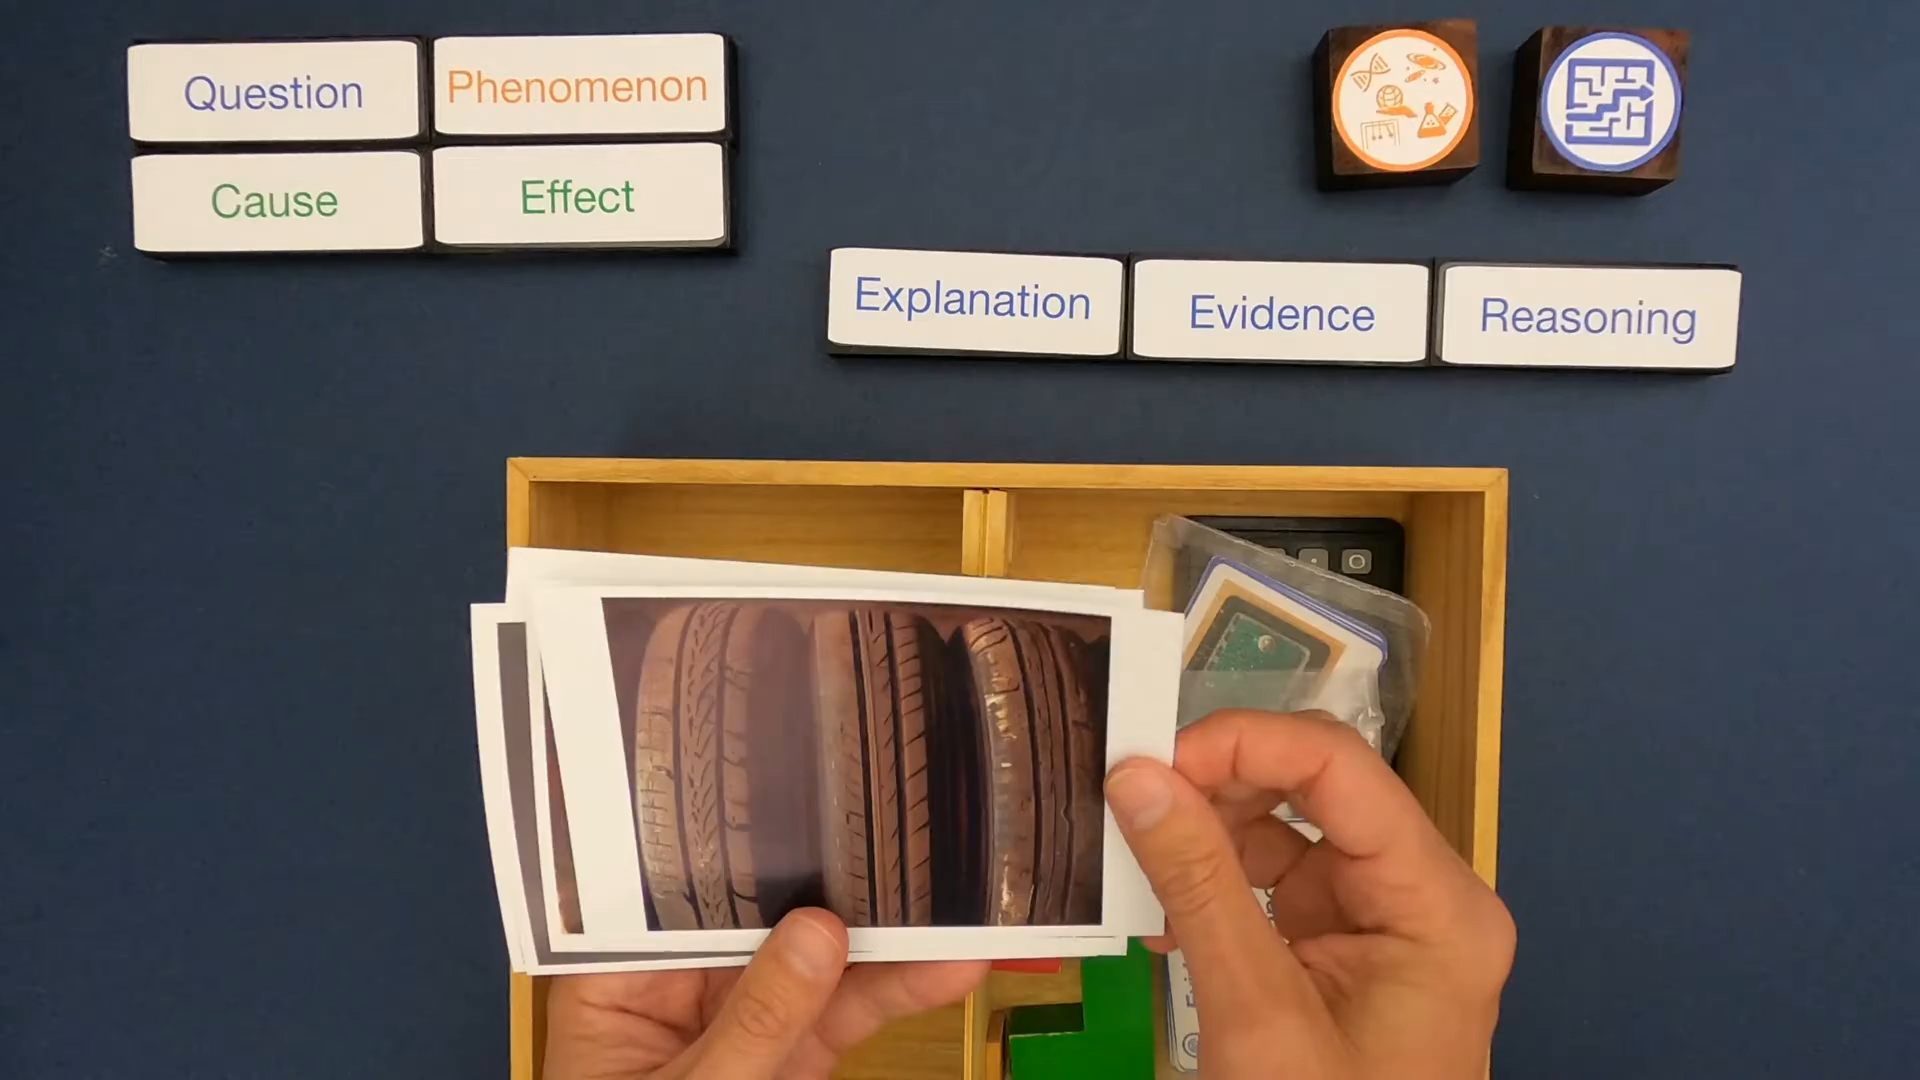 Question
Phenomenon
Cause
Effect
Explanation
Evidence
Reasoning